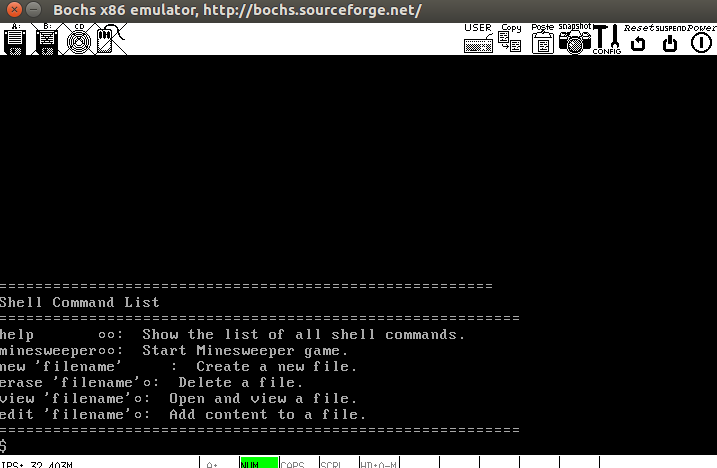 Bochs x86 emulator, http://bochs.sourceforge.net/
A: B: CD USER Copy Paste snapshot CONFIG Reset SUSPEND Power
=======================================================
Shell Command List
==========================================================
help       oo:  Show the list of all shell commands.
minesweeperoo:  Start Minesweeper game.
new 'filename'     :  Create a new file.
erase 'filename'o:  Delete a file.
view 'filename'o:  Open and view a file.
edit 'filename'o:  Add content to a file.
==========================================================
$
IPS: 32.403M A: NUM CAPS SCRL HD:0-M